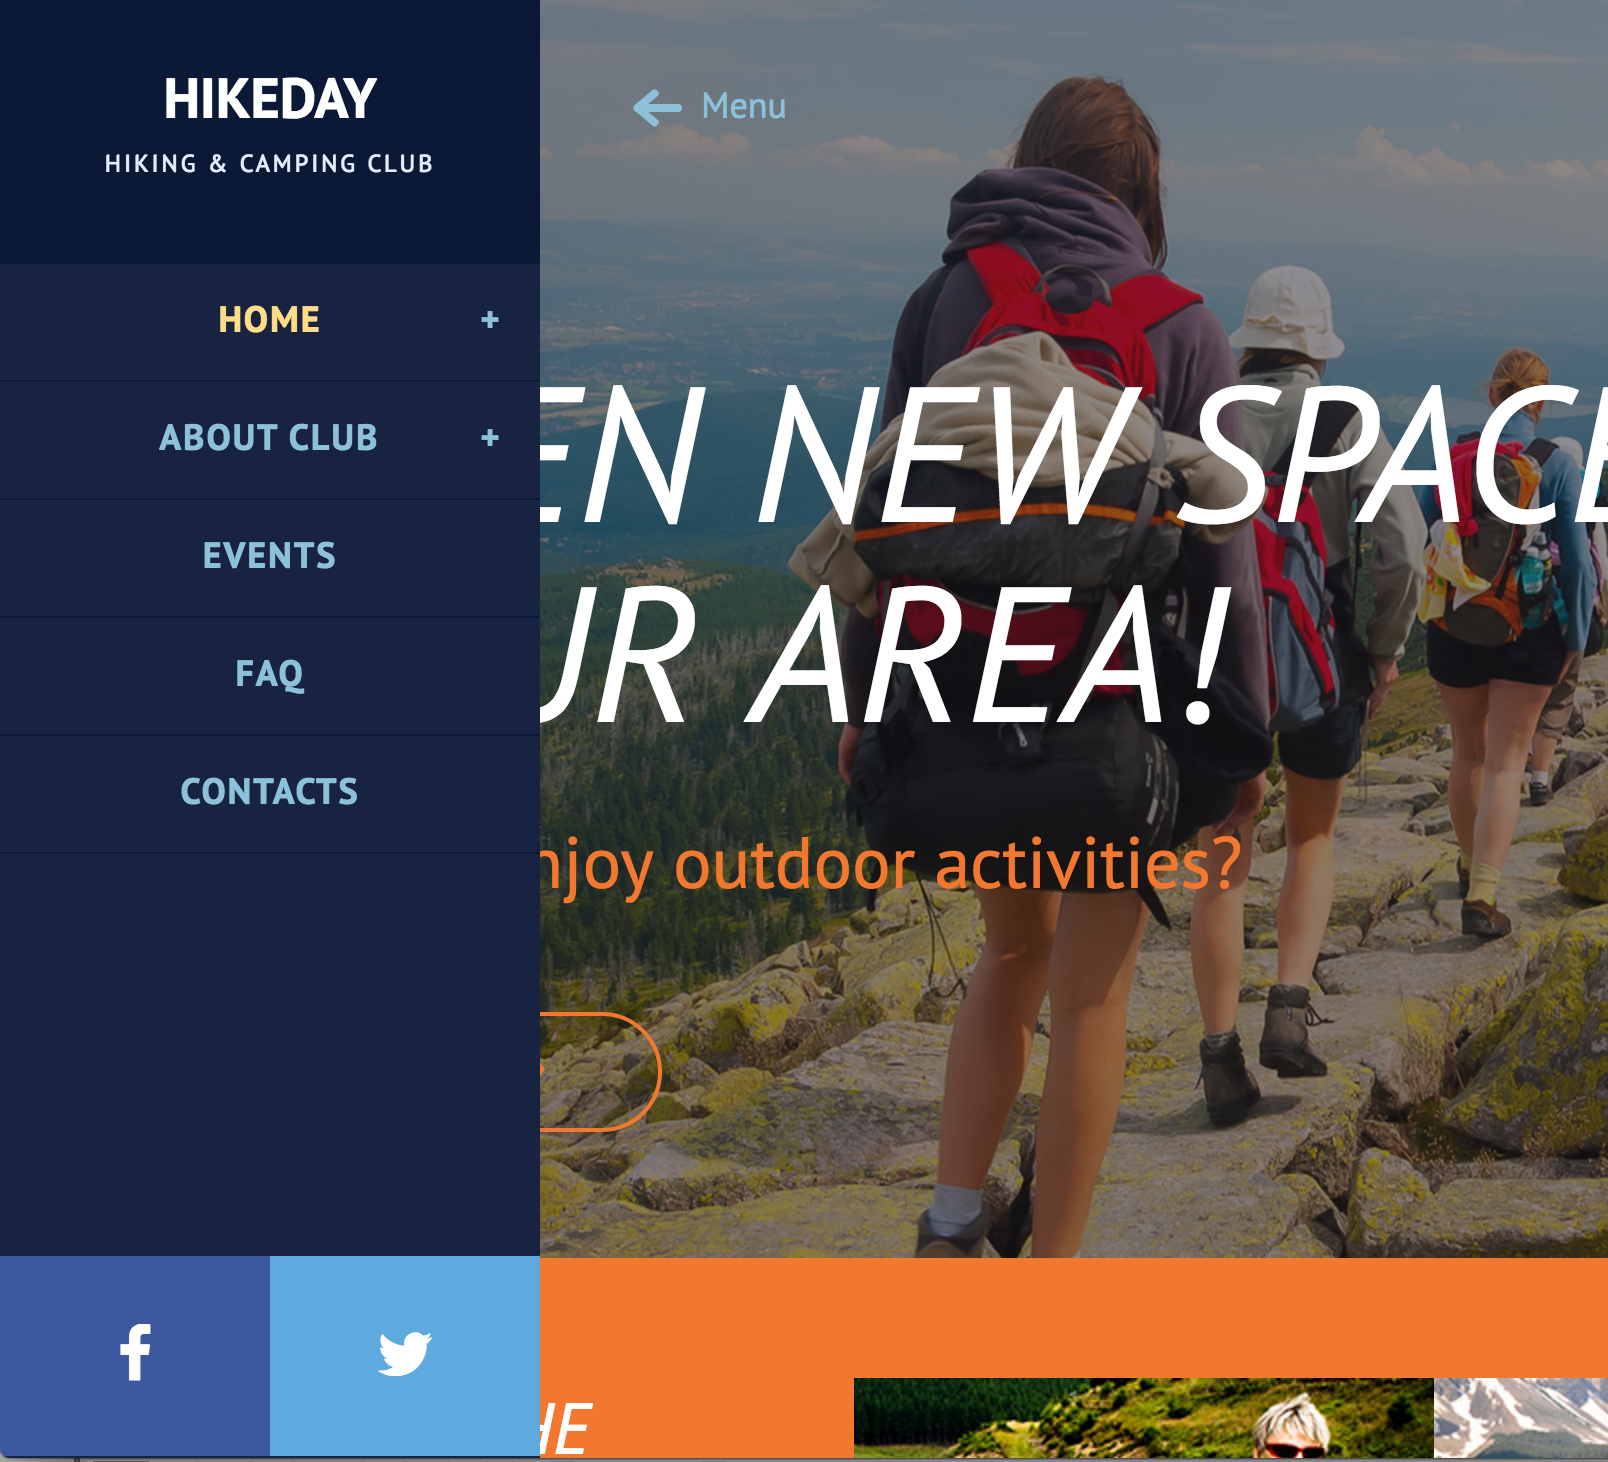 HIKEDAY
HIKING & CAMPING CLUB
Menu
HOME +
ABOUT CLUB +
EVENTS
FAQ
CONTACTS
EN NEW SPACE
UR AREA!
njoy outdoor activities?
HE